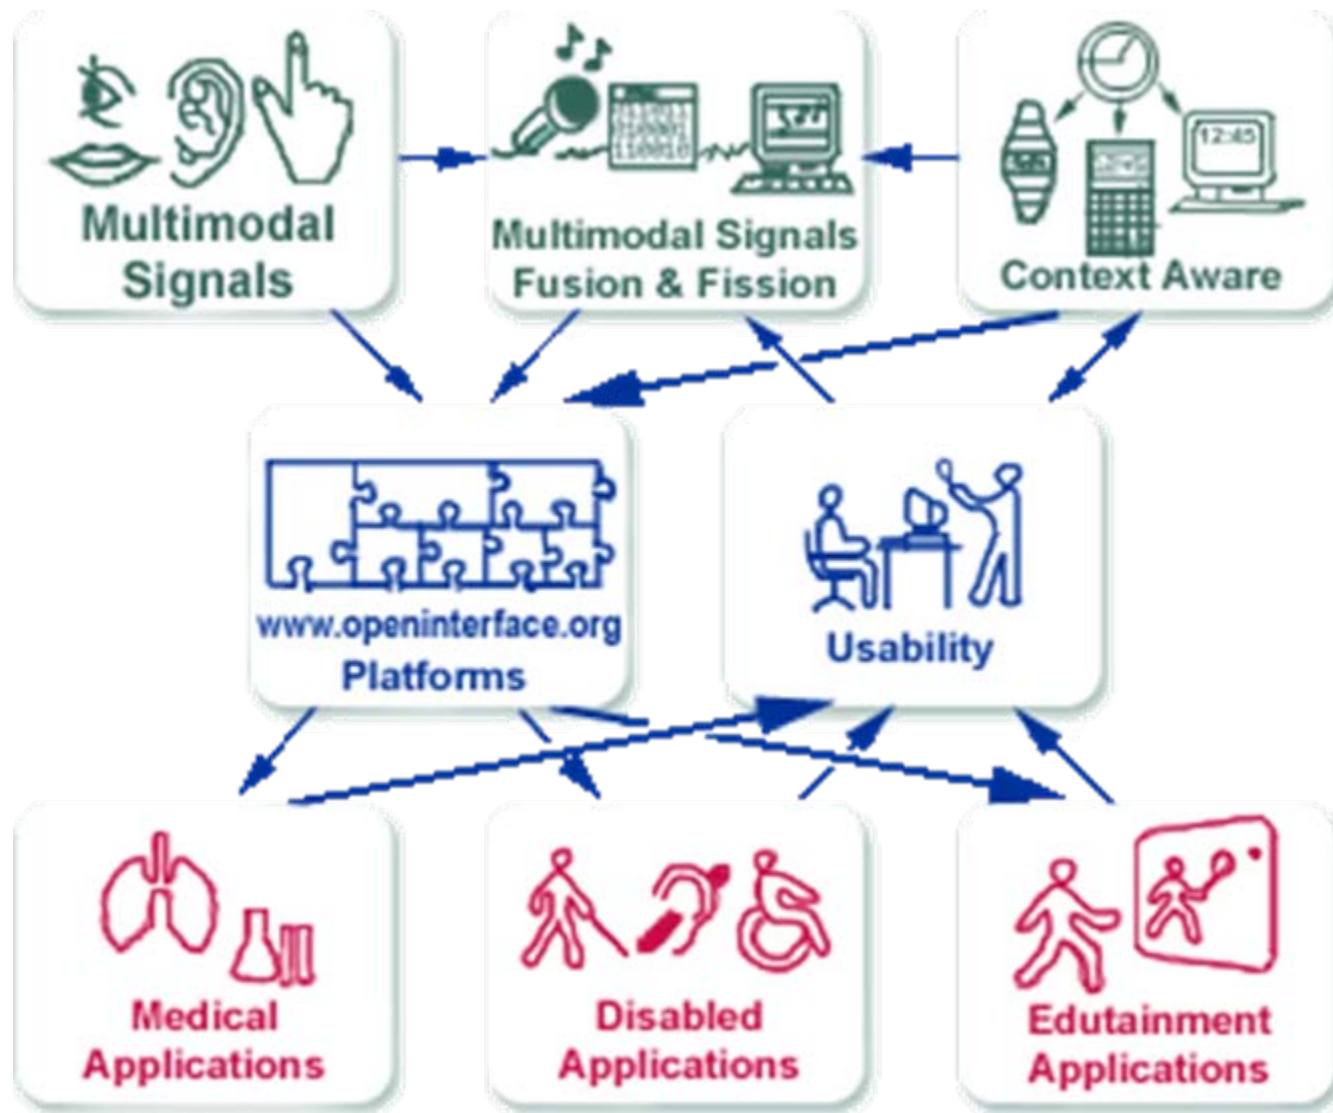 Multimodal
Signals
Multimodal Signals
Fusion & Fission
12:45
Context Aware
www.openinterface.org
Platforms
Usability
Medical
Applications
Disabled
Applications
Edutainment
Applications